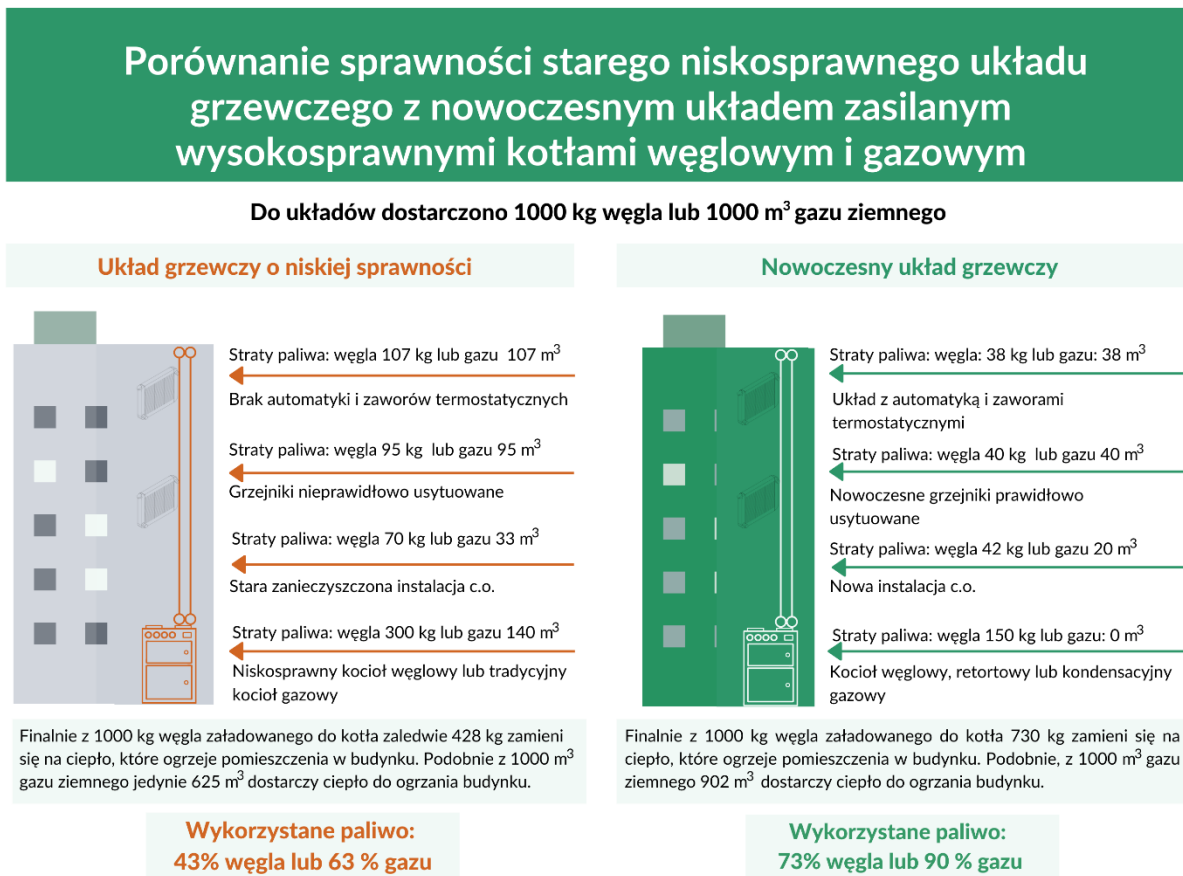 Porównanie sprawności starego niskosprawnego układu
grzewczego z nowoczesnym układem zasilanym
wysokosprawnymi kotłami węglowym i gazowym
Do układów dostarczono 1000 kg węgla lub 1000 m³ gazu ziemnego
Układ grzewczy o niskiej sprawności
Straty paliwa: węgla 107 kg lub gazu 107 m³
Brak automatyki i zaworów termostatycznych
Straty paliwa: węgla 95 kg lub gazu 95 m³
Grzejniki nieprawidłowo usytuowane
Straty paliwa: węgla 70 kg lub gazu 33 m³
Stara zanieczyszczona instalacja c.o.
Straty paliwa: węgla 300 kg lub gazu 140 m³
Niskosprawny kocioł węglowy lub tradycyjny
kocioł gazowy
Finalnie z 1000 kg węgla załadowanego do kotła zaledwie 428 kg zamieni
się na ciepło, które ogrzeje pomieszczenia w budynku. Podobnie z 1000 m³
gazu ziemnego jedynie 625 m³ dostarczy ciepło do ogrzania budynku.
Wykorzystane paliwo:
43% węgla lub 63 % gazu
Nowoczesny układ grzewczy
Straty paliwa: węgla: 38 kg lub gazu: 38 m³
Układ z automatyką i zaworami
termostatycznymi
Straty paliwa: węgla 40 kg lub gazu 40 m³
Nowoczesne grzejniki prawidłowo
usytuowane
Straty paliwa: węgla 42 kg lub gazu 20 m³
Nowa instalacja c.o.
Straty paliwa: węgla 150 kg lub gazu: 0 m³
Kocioł węglowy, retortowy lub kondensacyjny
gazowy
Finalnie z 1000 kg węgla załadowanego do kotła 730 kg zamieni się na
ciepło, które ogrzeje pomieszczenia w budynku. Podobnie, z 1000 m³ gazu
ziemnego 902 m³ dostarczy ciepło do ogrzania budynku.
Wykorzystane paliwo:
73% węgla lub 90 % gazu